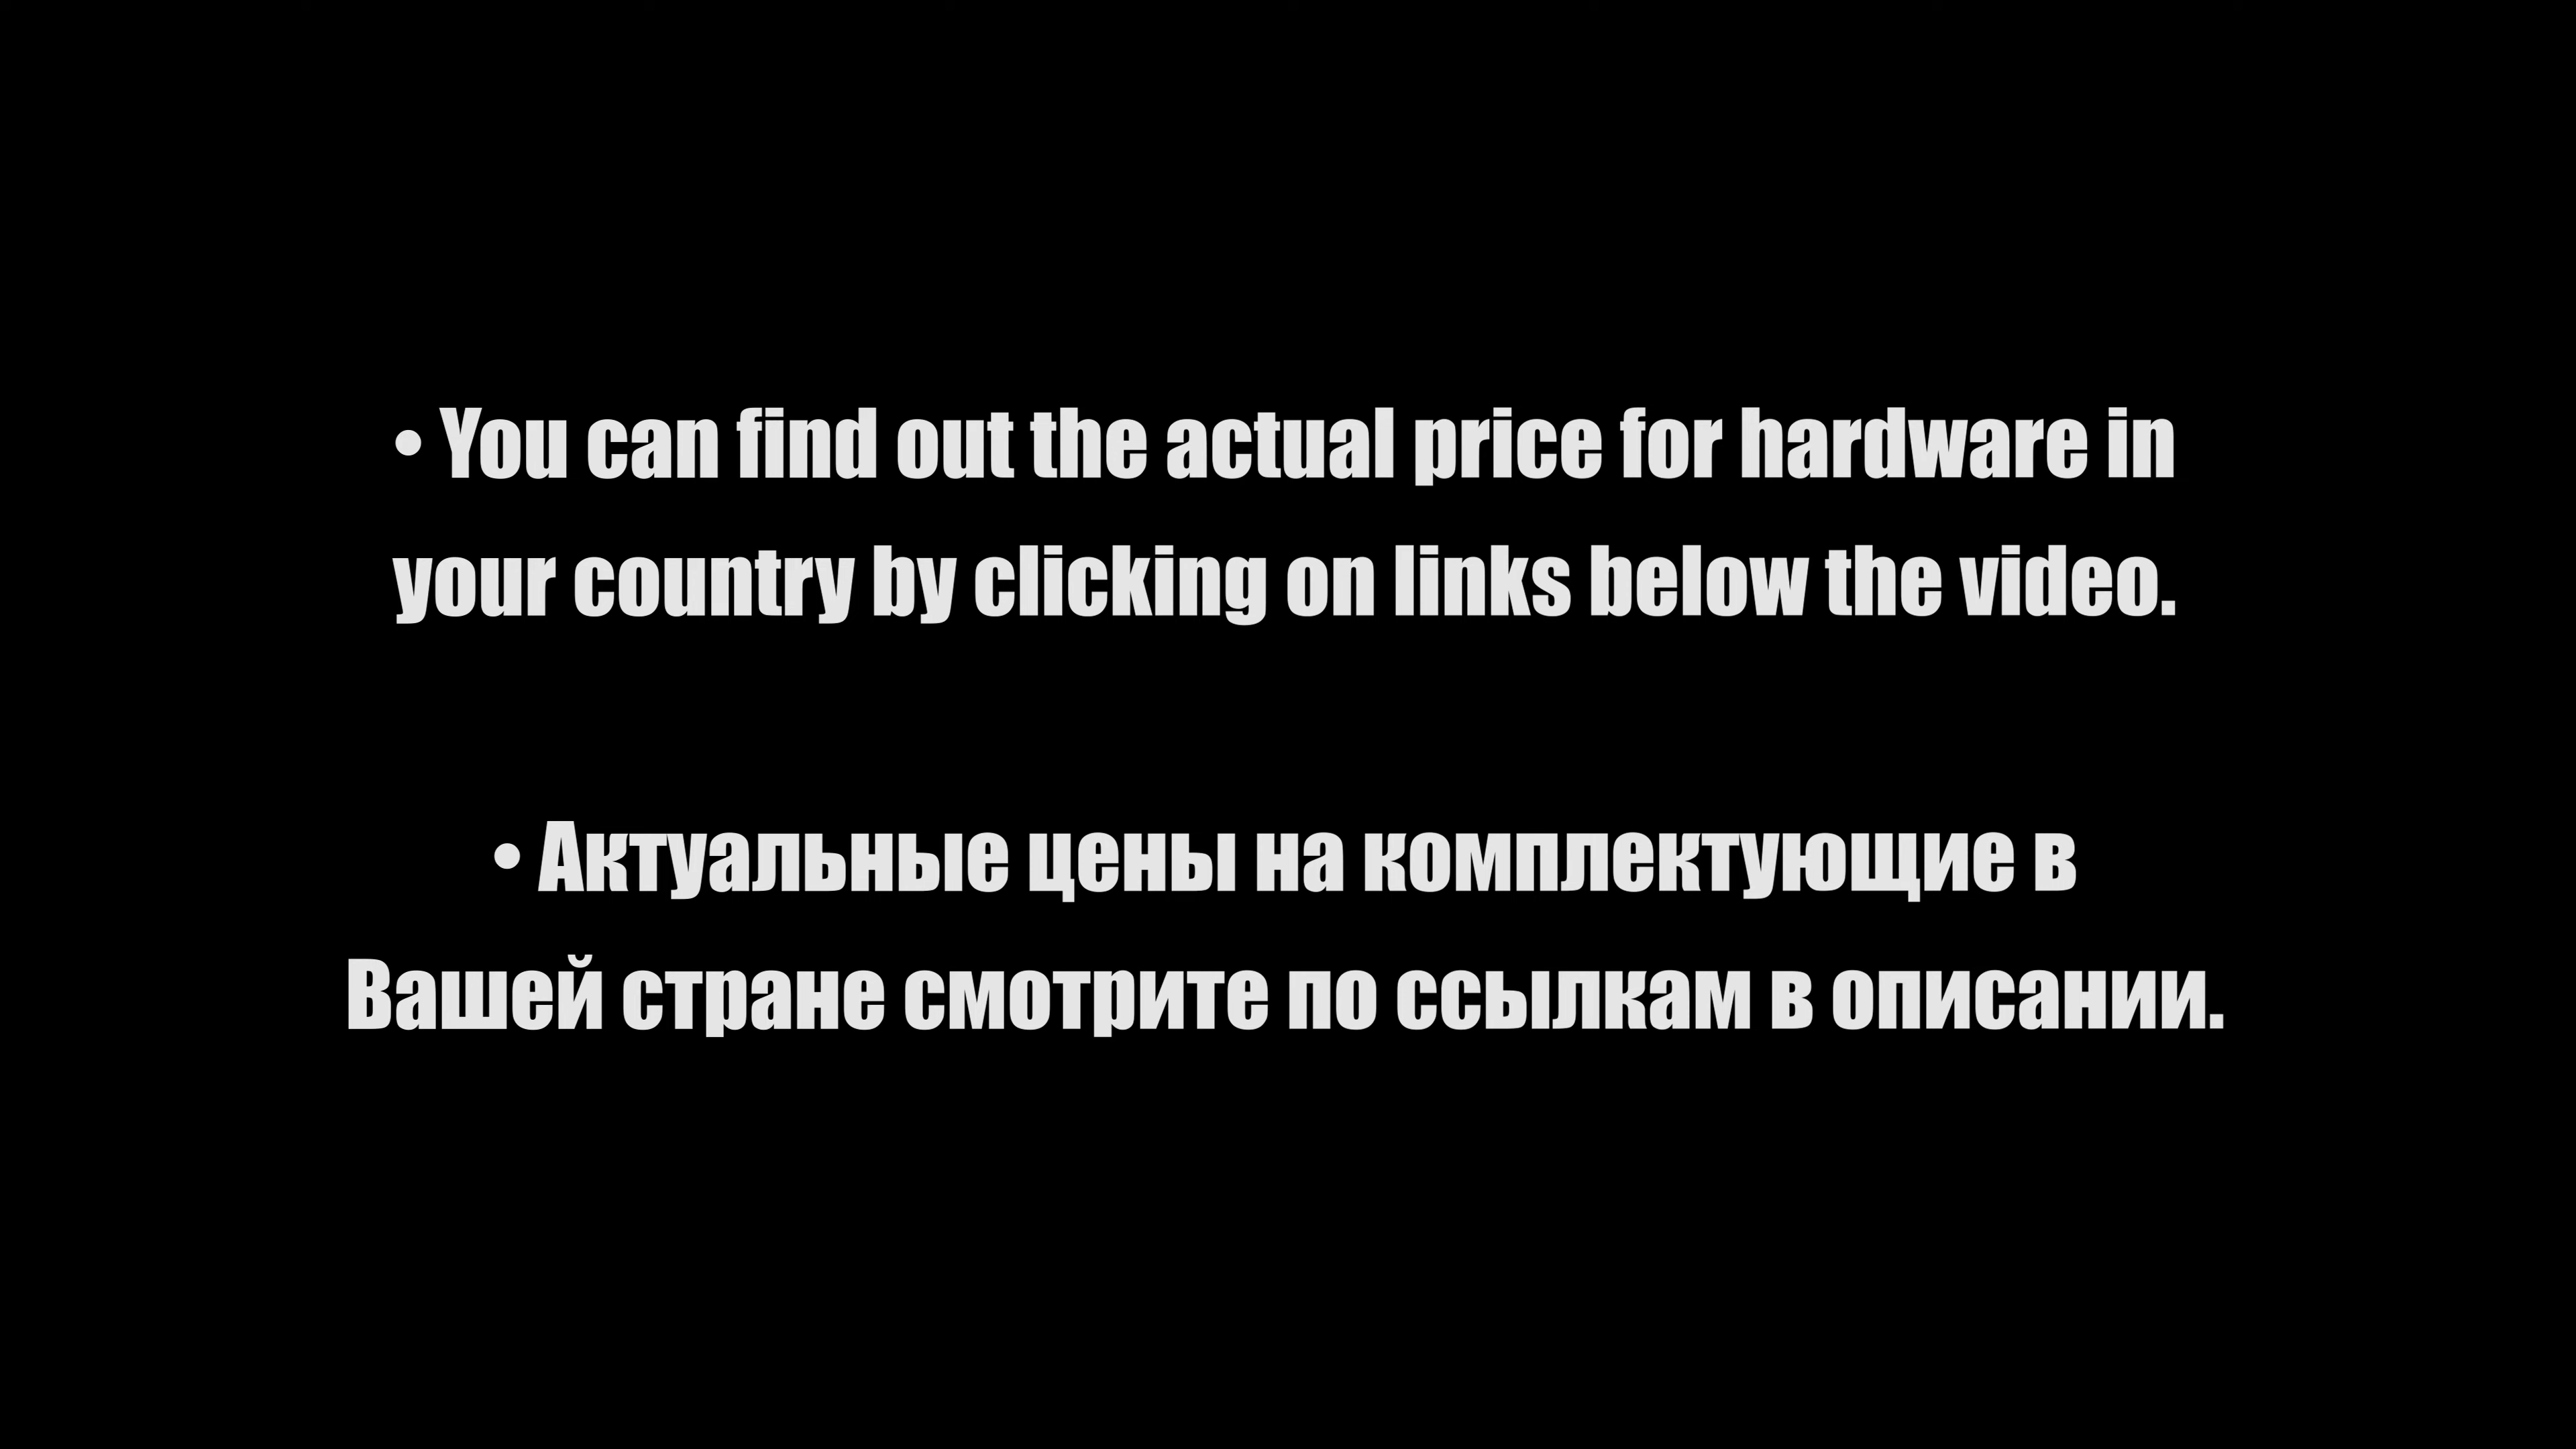 • You can find out the actual price for hardware in
your country by clicking on links below the video.
• Актуальные цены на комплектующие в
Вашей стране смотрите по ссылкам в описании.